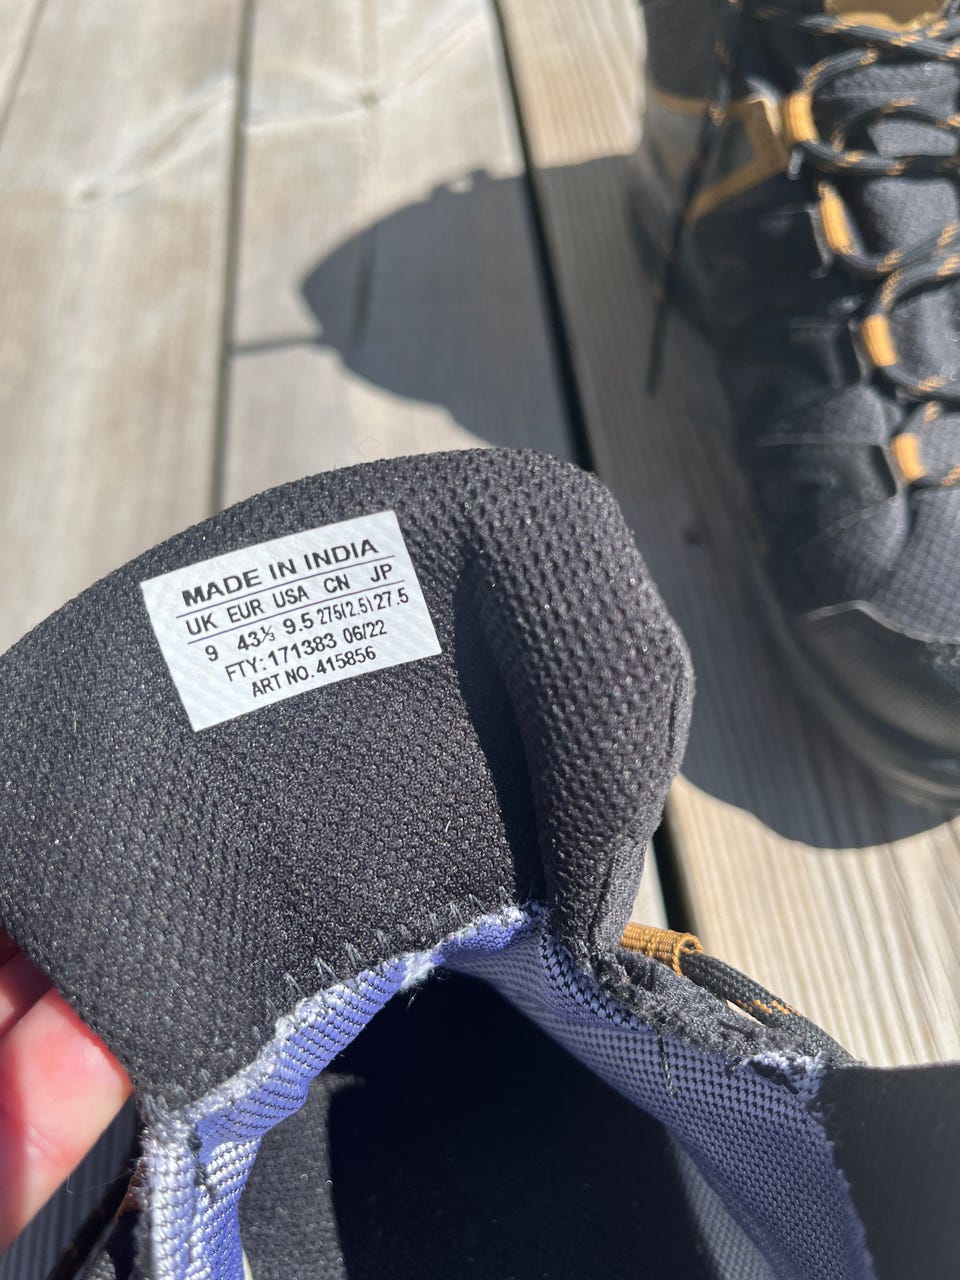 MADE IN INDIA
UK EUR USA CN JP
9 43⅓ 9.5 275(2.5) 27.5
FTY: 171383 06/22
ART NO. 415856